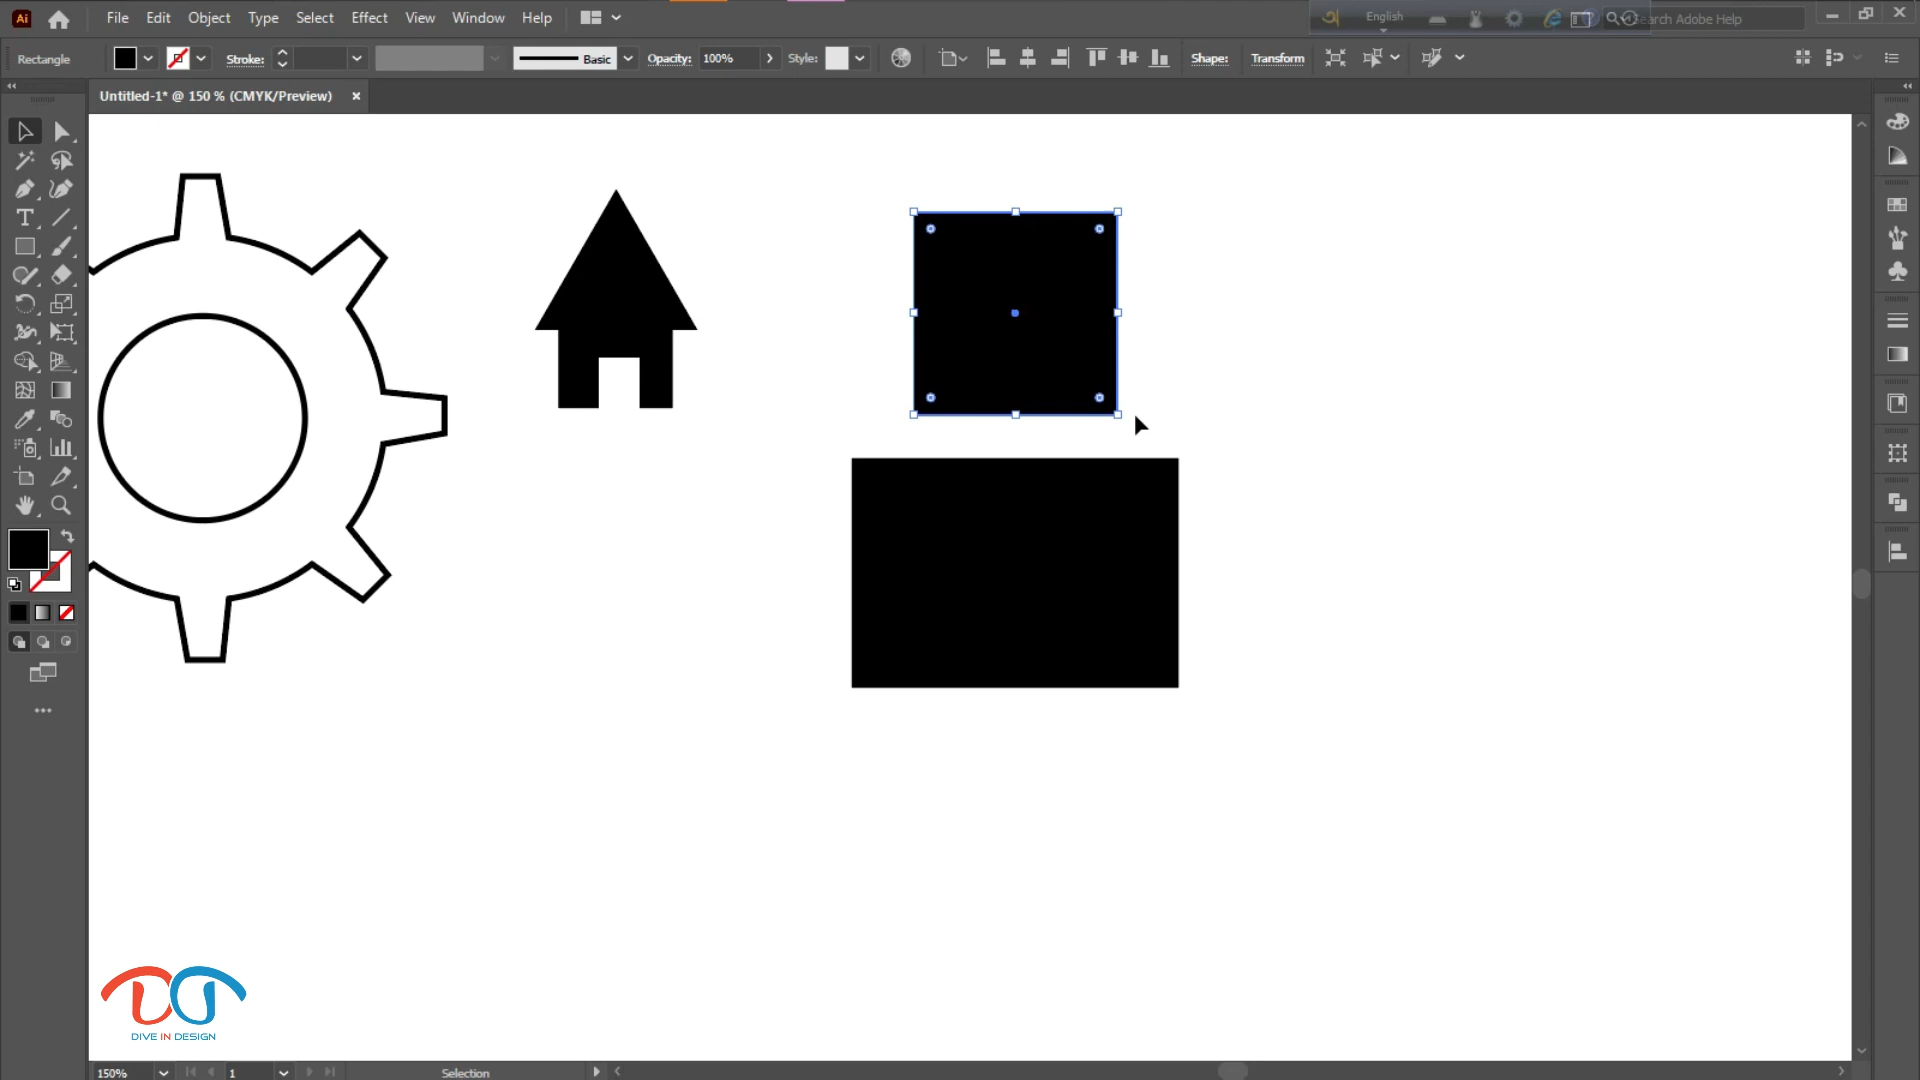 Ai File Edit Object Type Select Effect View Window Help English Search Adobe Help
Rectangle Stroke: Basic Opacity: 100% Style: Shape: Transform
Untitled-1* @ 150 % (CMYK/Preview)
DIVE IN DESIGN
150% 1 Selection